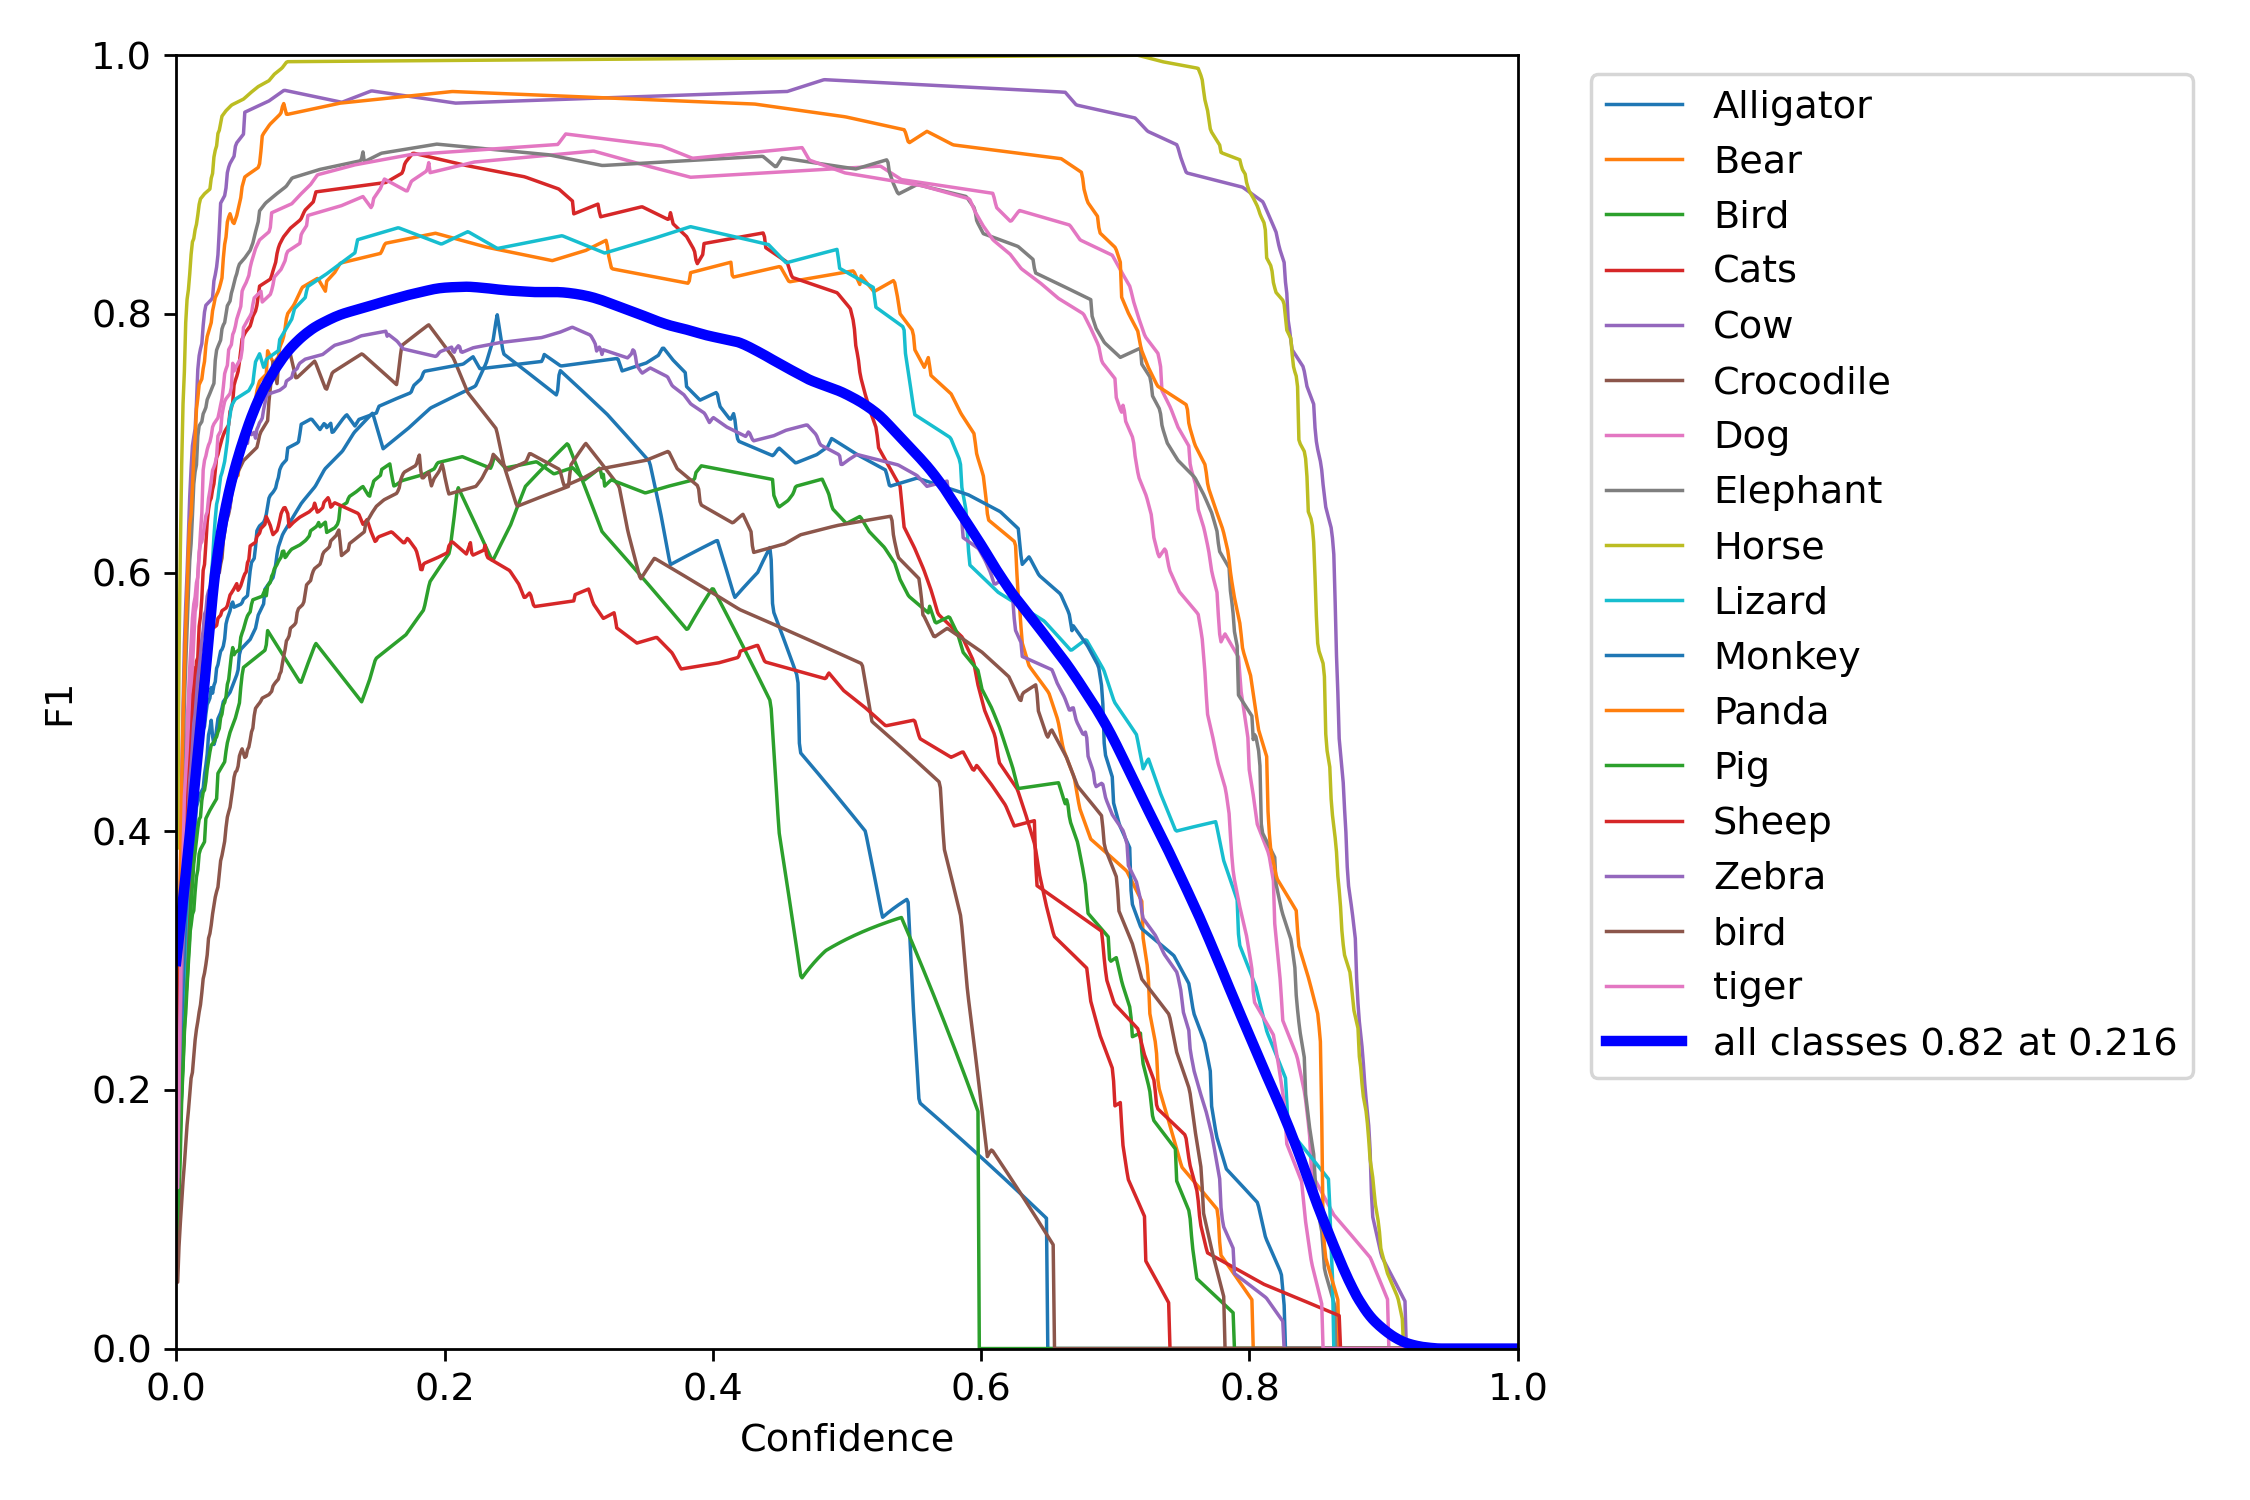 1.0
0.8
0.6
0.4
0.2
0.0
F1
0.0 0.2 0.4 0.6 0.8 1.0
Confidence
Alligator
Bear
Bird
Cats
Cow
Crocodile
Dog
Elephant
Horse
Lizard
Monkey
Panda
Pig
Sheep
Zebra
bird
tiger
all classes 0.82 at 0.216